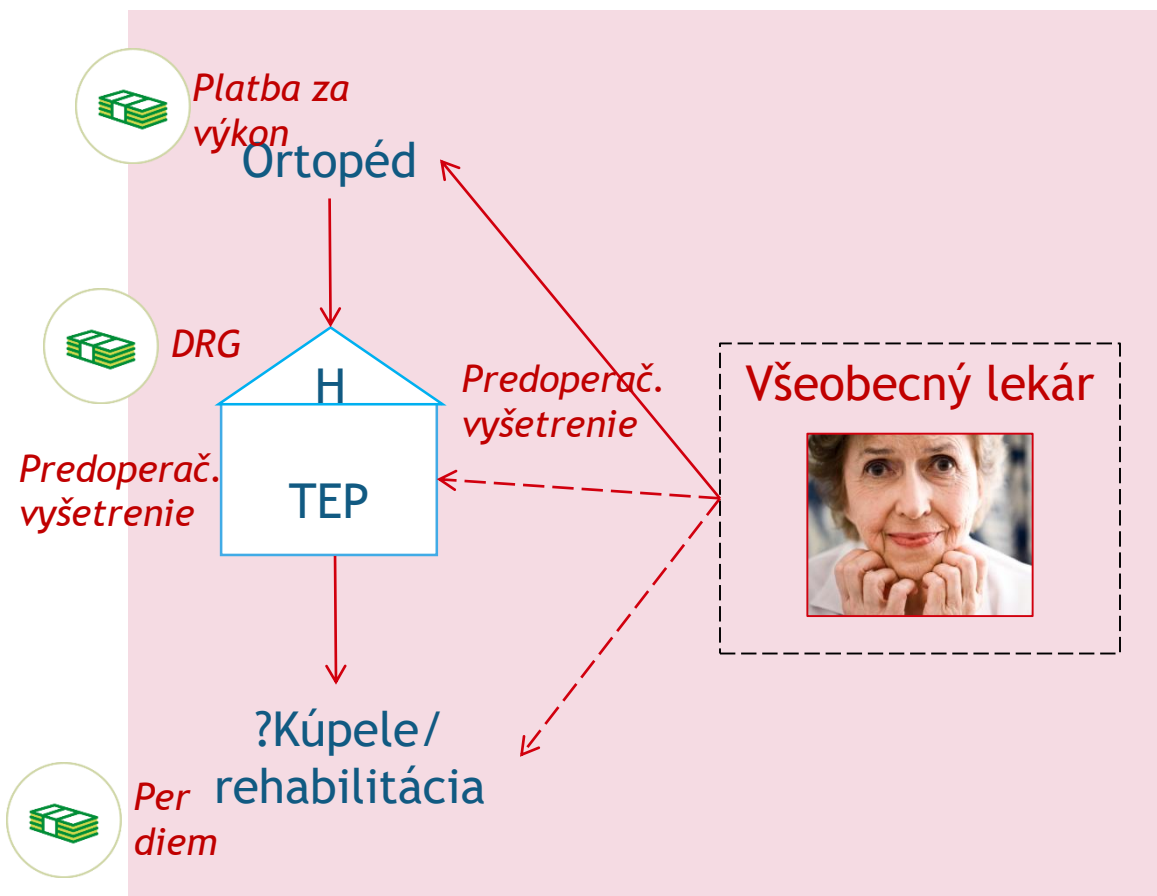 Platba za
výkon
Ortopéd
DRG
H
Predoperač.
vyšetrenie
Všeobecný lekár
Predoperač.
vyšetrenie
TEP
?Kúpele/
rehabilitácia
Per
diem